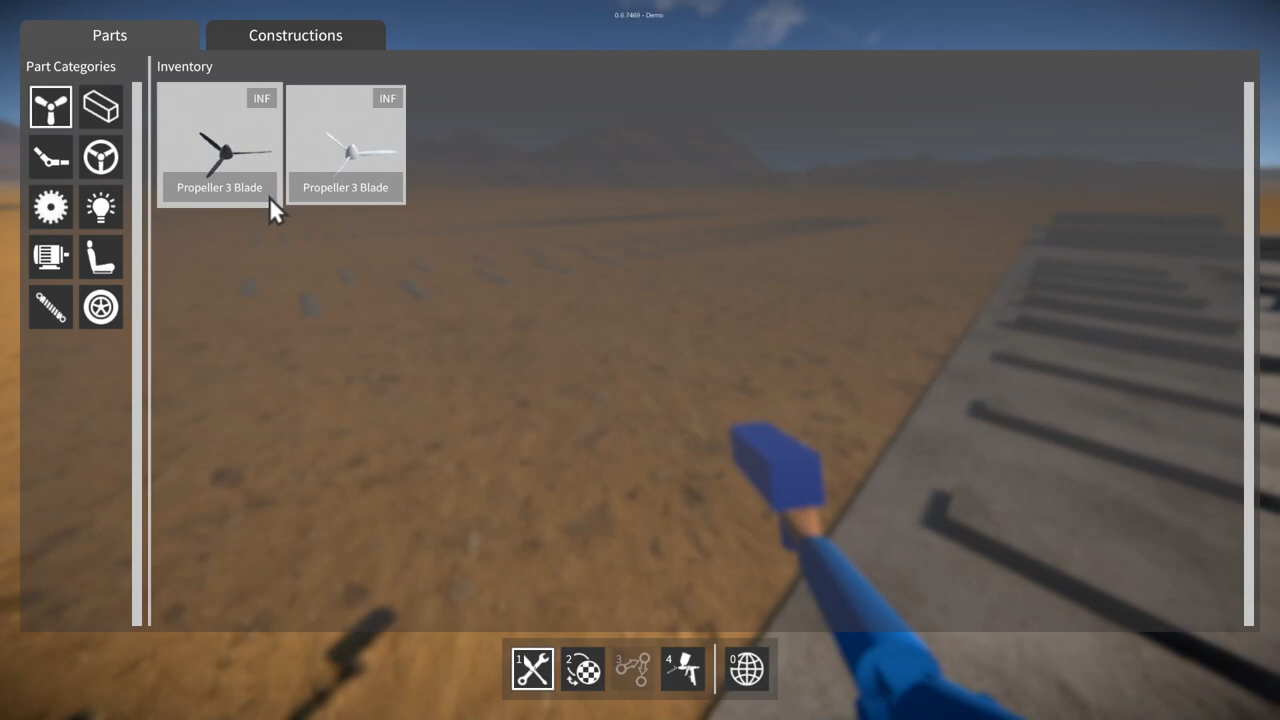 0.6.7469 - Demo
Parts
Constructions
Part Categories
Inventory
INF
INF
Propeller 3 Blade
Propeller 3 Blade
1
2
3
4
0